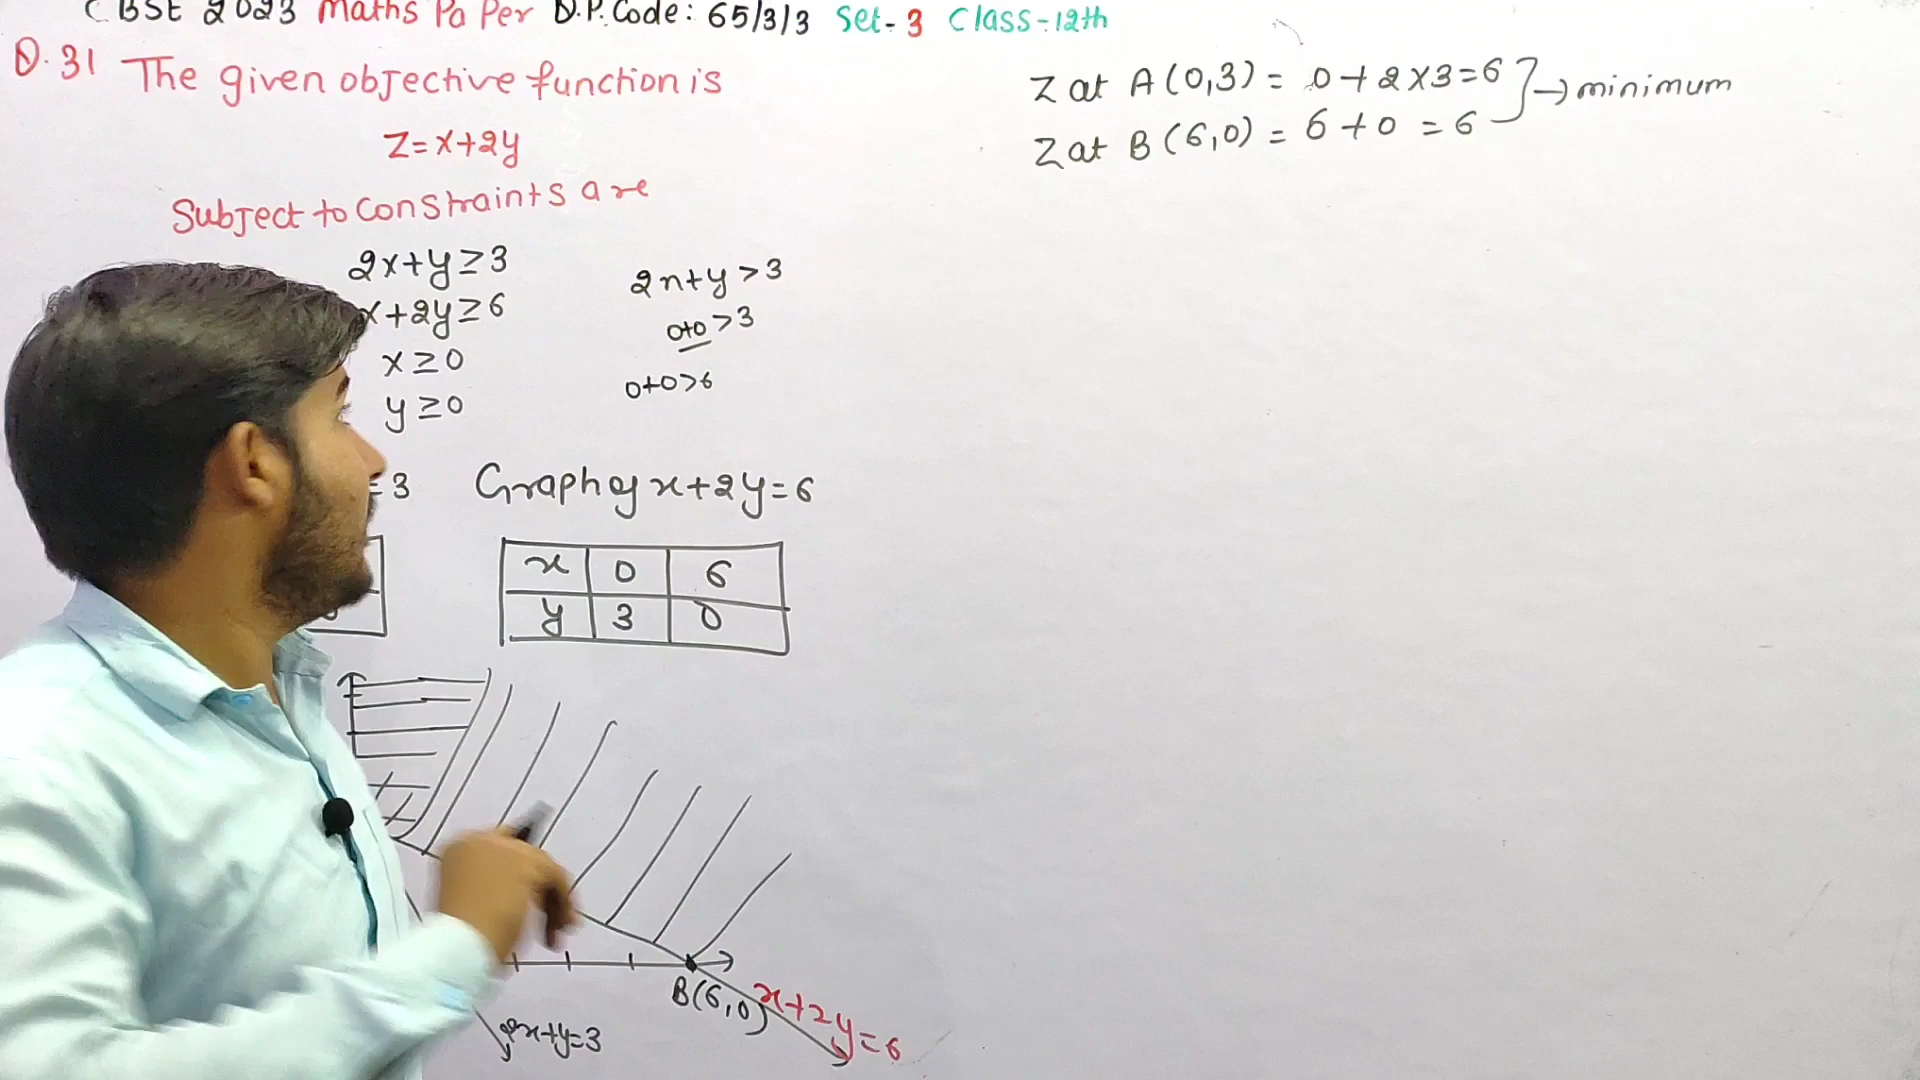 CBSE 2023 Maths Paper Q.P. Code: 65/3/3 Set-3 Class-12th
Q.31 The given objective function is
Z=x+2y
Subject to constraints are
2x+y≥3
x+2y≥6
x≥0
y≥0
2x+y>3
0+0>3
0+0>6
=3
Graph of x+2y=6
x 0 6
y 3 0
B(6,0)
x+2y=6
2x+y=3
Z at A(0,3) = 0+2×3=6
Z at B(6,0) = 6+0 = 6
→ minimum